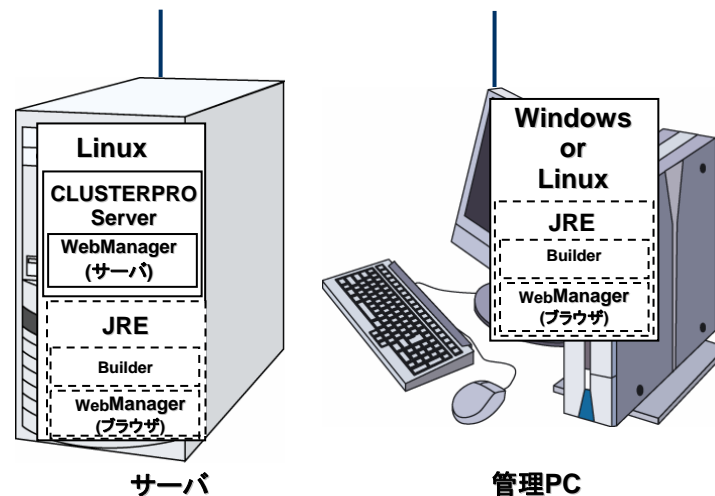 Linux
CLUSTERPRO
Server
WebManager
(サーバ)
JRE
Builder
WebManager
(ブラウザ)
サーバ
Windows
or
Linux
JRE
Builder
WebManager
(ブラウザ)
管理PC